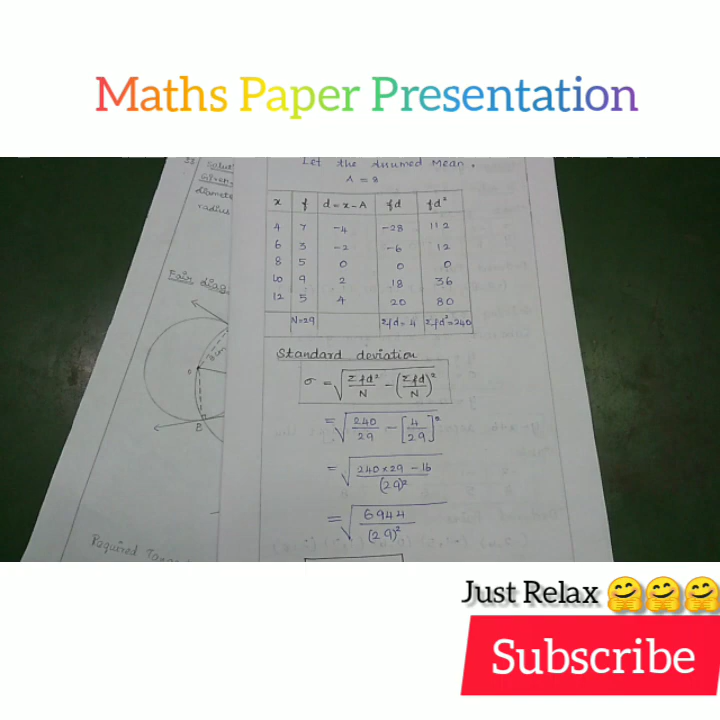 Maths Paper Presentation
Let the Assumed Mean.
A = 8
x f d = x - A fd fd²
4 7 -4 -28 112
6 3 -2 -6 12
8 5 0 0 0
10 9 2 18 36
12 5 4 20 80
N=29 Σfd = 4 Σfd²=240
Standard deviation
σ = √(Σfd²/N - (Σfd/N)²)
= √(240/29 - [4/29]²)
= √((240×29 - 16)/(29)²)
= √(6944/(29)²)
radius
Fair
3cm
O
B
Required
Just Relax 🤗🤗🤗
Subscribe